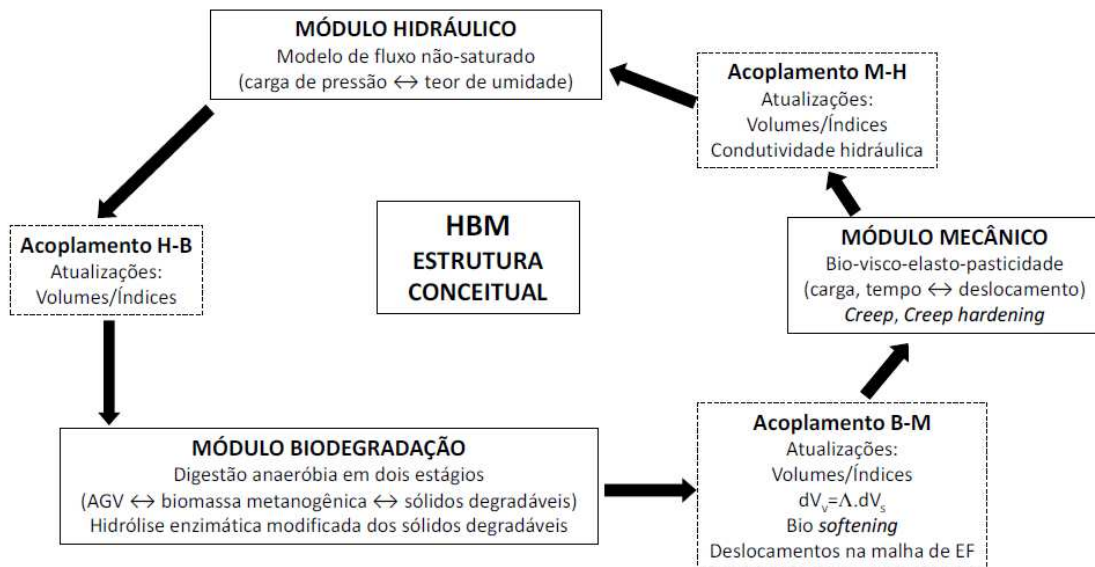 MÓDULO HIDRÁULICO
Modelo de fluxo não-saturado
(carga de pressão ↔ teor de umidade)
Acoplamento M-H
Atualizações:
Volumes/Índices
Condutividade hidráulica
Acoplamento H-B
Atualizações:
Volumes/Índices
HBM
ESTRUTURA
CONCEITUAL
MÓDULO MECÂNICO
Bio-visco-elasto-pasticidade
(carga, tempo ↔ deslocamento)
Creep, Creep hardening
MÓDULO BIODEGRADAÇÃO
Digestão anaeróbia em dois estágios
(AGV ↔ biomassa metanogênica ↔ sólidos degradáveis)
Hidrólise enzimática modificada dos sólidos degradáveis
Acoplamento B-M
Atualizações:
Volumes/Índices
dVᵥ=Λ.dVₛ
Bio softening
Deslocamentos na malha de EF